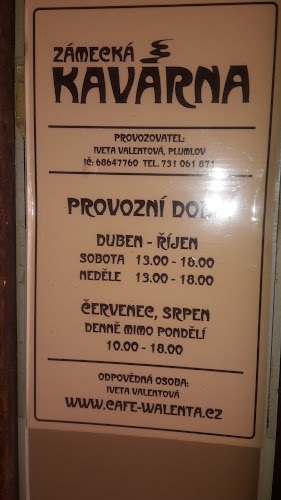 ZÁMECKÁ
KAVÁRNA
PROVOZOVATEL:
IVETA VALENTOVÁ, PLUMLOV
IČ: 68647760 TEL. 731 061 871
PROVOZNÍ
DUBEN - ŘÍJEN
SOBOTA 13.00 - 18.00
NEDĚLE 13.00 - 18.00
ČERVENEC, SRPEN
DENNĚ MIMO PONDĚLÍ
10.00 - 18.00
ODPOVĚDNÁ OSOBA:
IVETA VALENTOVÁ
WWW.CAFE-WALENTA.CZ